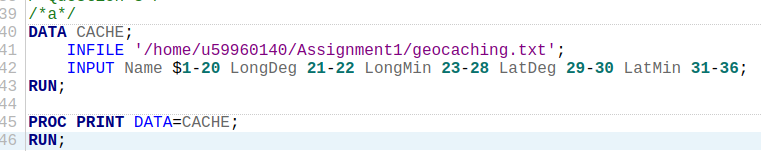 39 /*a*/
40 DATA CACHE;
41 INFILE '/home/u59960140/Assignment1/geocaching.txt';
42 INPUT Name $1-20 LongDeg 21-22 LongMin 23-28 LatDeg 29-30 LatMin 31-36;
43 RUN;
44
45 PROC PRINT DATA=CACHE;
46 RUN;